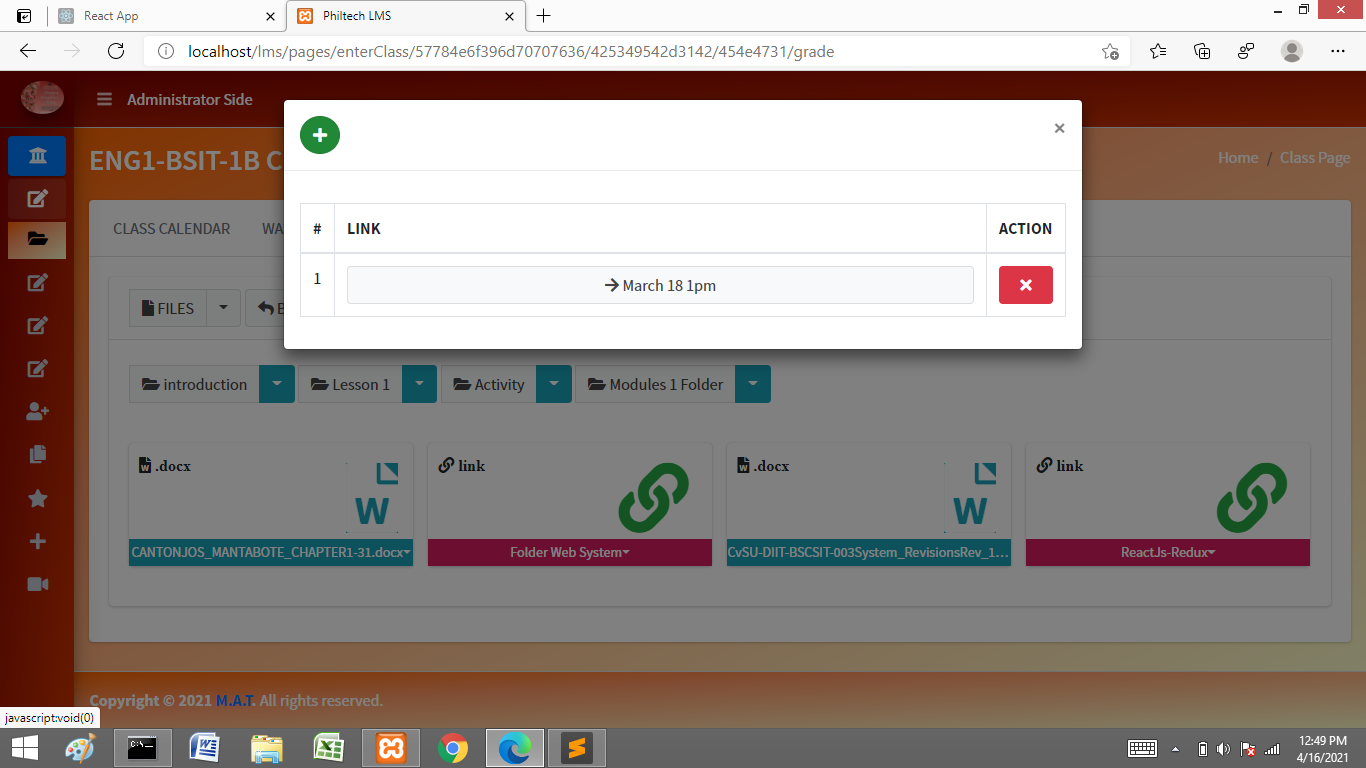 React App
Philtech LMS
localhost/lms/pages/enterClass/57784e6f396d70707636/425349542d3142/454e4731/grade
Administrator Side
ENG1-BSIT-1B C
Home / Class Page
CLASS CALENDAR WA
# LINK ACTION
1 March 18 1pm
FILES B
introduction Lesson 1 Activity Modules 1 Folder
.docx link .docx link
W W
CANTONJOS_MANTABOTE_CHAPTER1-31.docx Folder Web System CvSU-DIIT-BSCSIT-003System_RevisionsRev_1... ReactJs-Redux
Copyright © 2021 M.A.T. All rights reserved.
javascript:void(0)
12:49 PM
4/16/2021